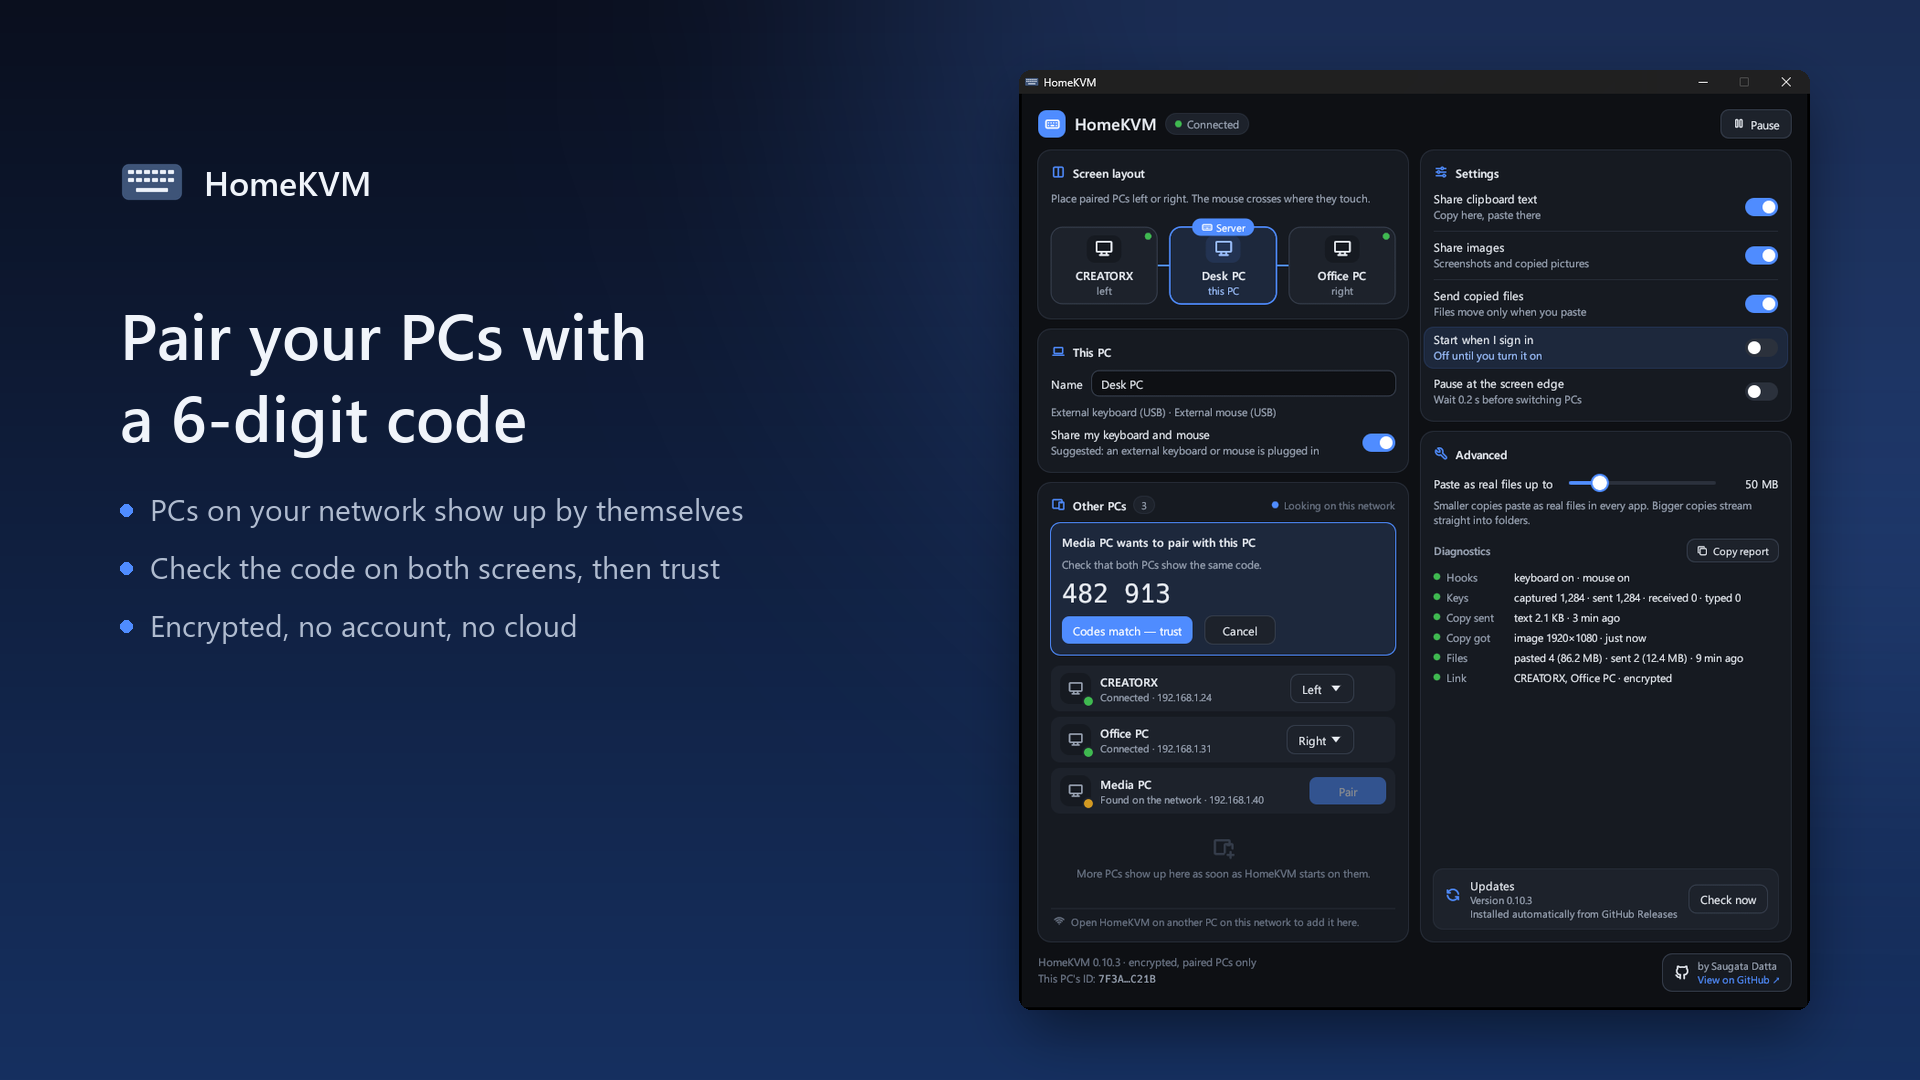 HomeKVM
Pair your PCs with
a 6-digit code
PCs on your network show up by themselves
Check the code on both screens, then trust
Encrypted, no account, no cloud
HomeKVM
HomeKVM
Connected
Pause
Screen layout
Place paired PCs left or right. The mouse crosses where they touch.
CREATORX
left
Server
Desk PC
this PC
Office PC
right
This PC
Name
Desk PC
External keyboard (USB) · External mouse (USB)
Share my keyboard and mouse
Suggested: an external keyboard or mouse is plugged in
Other PCs 3
Looking on this network
Media PC wants to pair with this PC
Check that both PCs show the same code.
482 913
Codes match — trust
Cancel
CREATORX
Connected · 192.168.1.24
Left
Office PC
Connected · 192.168.1.31
Right
Media PC
Found on the network · 192.168.1.40
Pair
More PCs show up here as soon as HomeKVM starts on them.
Open HomeKVM on another PC on this network to add it here.
Settings
Share clipboard text
Copy here, paste there
Share images
Screenshots and copied pictures
Send copied files
Files move only when you paste
Start when I sign in
Off until you turn it on
Pause at the screen edge
Wait 0.2 s before switching PCs
Advanced
Paste as real files up to
50 MB
Smaller copies paste as real files in every app. Bigger copies stream
straight into folders.
Diagnostics
Copy report
Hooks keyboard on · mouse on
Keys captured 1,284 · sent 1,284 · received 0 · typed 0
Copy sent text 2.1 KB · 3 min ago
Copy got image 1920×1080 · just now
Files pasted 4 (86.2 MB) · sent 2 (12.4 MB) · 9 min ago
Link CREATORX, Office PC · encrypted
Updates
Version 0.10.3
Installed automatically from GitHub Releases
Check now
HomeKVM 0.10.3 · encrypted, paired PCs only
This PC's ID: 7F3A…C21B
by Saugata Datta
View on GitHub ↗